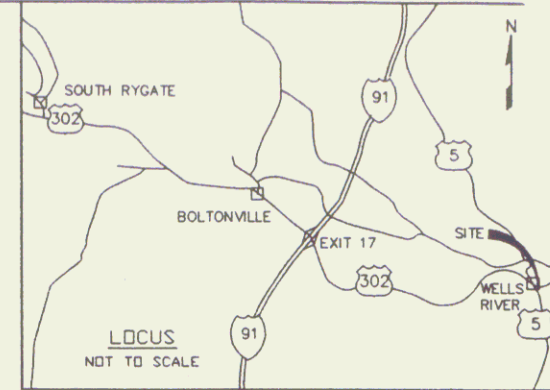 N
SOUTH RYGATE
302
91
5
BOLTONVILLE
SITE
EXIT 17
302
WELLS
RIVER
91
5
LOCUS
NOT TO SCALE